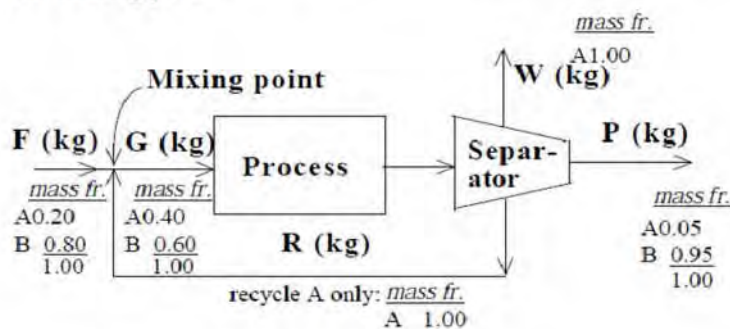 mass fr.
A1.00
W (kg)
Mixing point
F (kg)
G (kg)
P (kg)
Process
Separ-
ator
mass fr.
A0.20
B 0.80
1.00
mass fr.
A0.40
B 0.60
1.00
R (kg)
mass fr.
A0.05
B 0.95
1.00
recycle A only: mass fr.
A 1.00